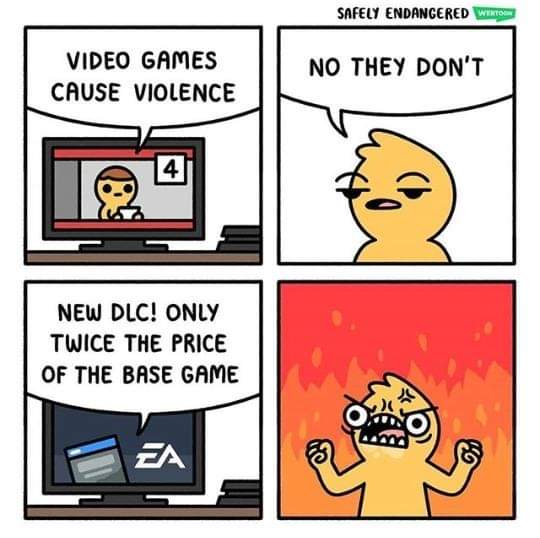 SAFELY ENDANGERED WEBTOON
VIDEO GAMES
CAUSE VIOLENCE
4
NO THEY DON'T
NEW DLC! ONLY
TWICE THE PRICE
OF THE BASE GAME
EA